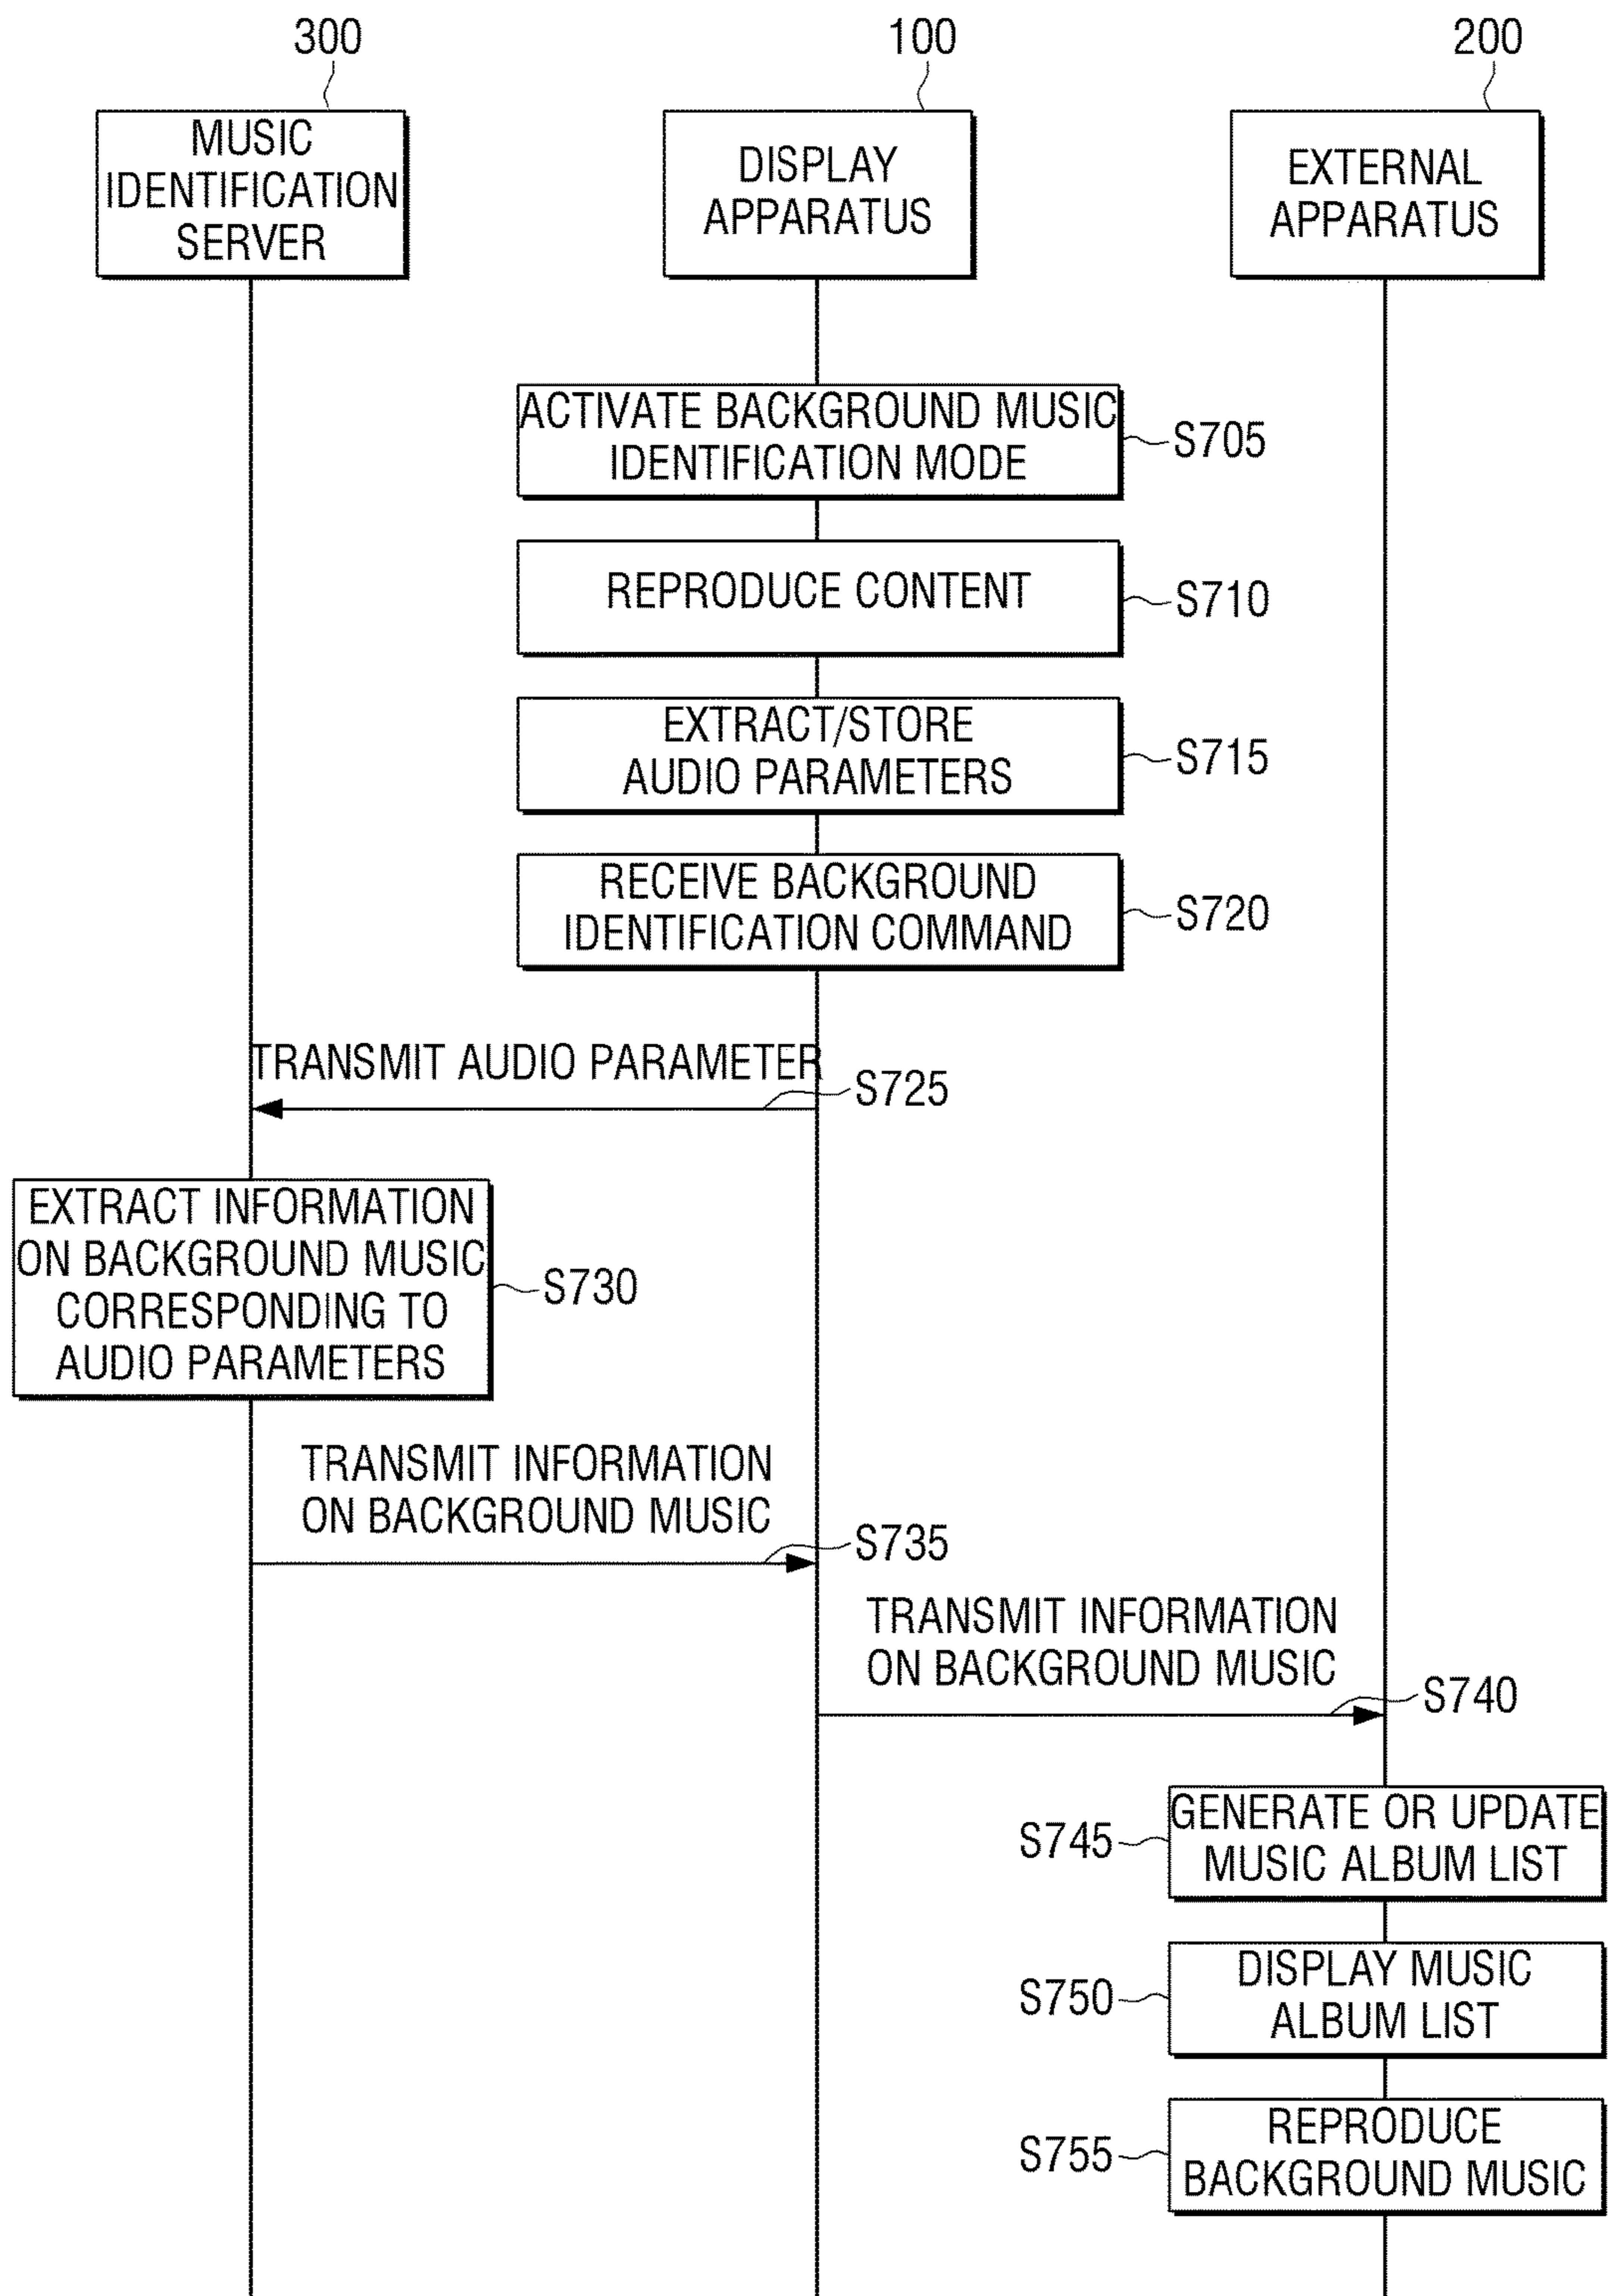 300
100
200
MUSIC
IDENTIFICATION
SERVER
DISPLAY
APPARATUS
EXTERNAL
APPARATUS
ACTIVATE BACKGROUND MUSIC
IDENTIFICATION MODE
S705
REPRODUCE CONTENT
S710
EXTRACT/STORE
AUDIO PARAMETERS
S715
RECEIVE BACKGROUND
IDENTIFICATION COMMAND
S720
TRANSMIT AUDIO PARAMETER
S725
EXTRACT INFORMATION
ON BACKGROUND MUSIC
CORRESPONDING TO
AUDIO PARAMETERS
S730
TRANSMIT INFORMATION
ON BACKGROUND MUSIC
S735
TRANSMIT INFORMATION
ON BACKGROUND MUSIC
S740
S745
GENERATE OR UPDATE
MUSIC ALBUM LIST
S750
DISPLAY MUSIC
ALBUM LIST
S755
REPRODUCE
BACKGROUND MUSIC